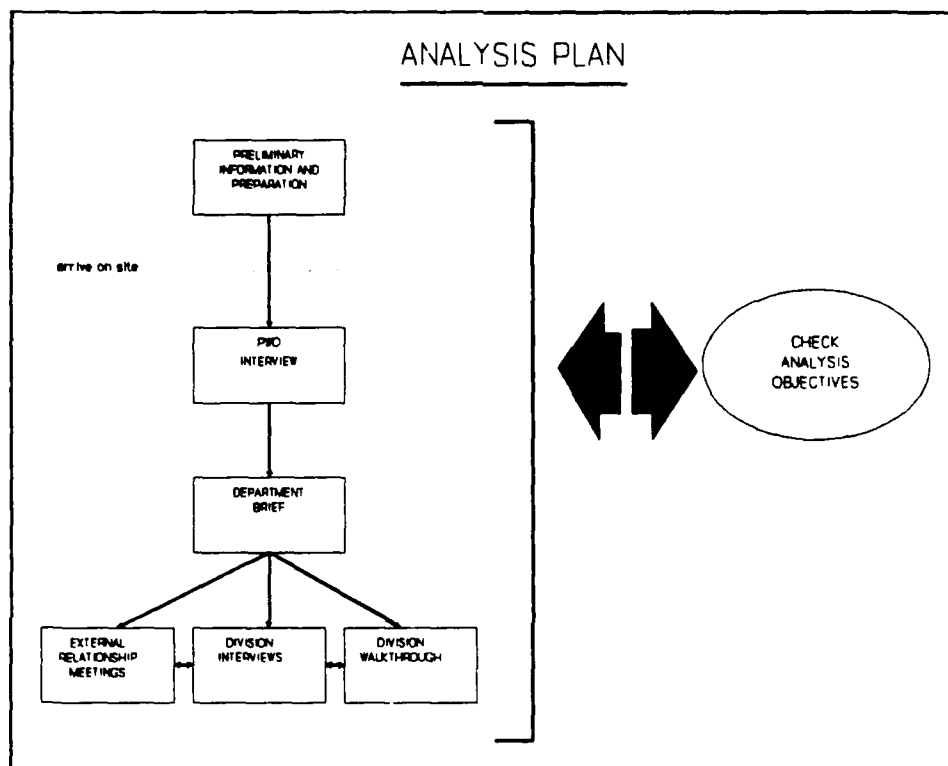 ANALYSIS PLAN
PRELIMINARY
INFORMATION AND
PREPARATION
arrive on site
PWO
INTERVIEW
DEPARTMENT
BRIEF
EXTERNAL
RELATIONSHIP
MEETINGS
DIVISION
INTERVIEWS
DIVISION
WALKTHROUGH
CHECK
ANALYSIS
OBJECTIVES